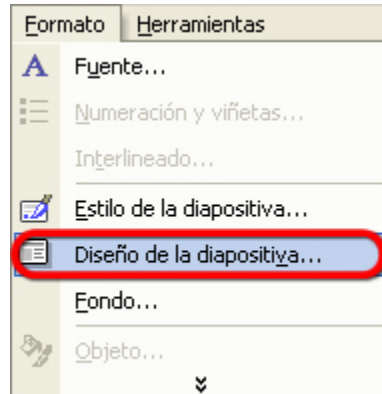 Formato Herramientas
Fuente...
Numeración y viñetas...
Interlineado...
Estilo de la diapositiva...
Diseño de la diapositiva...
Fondo...
Objeto...